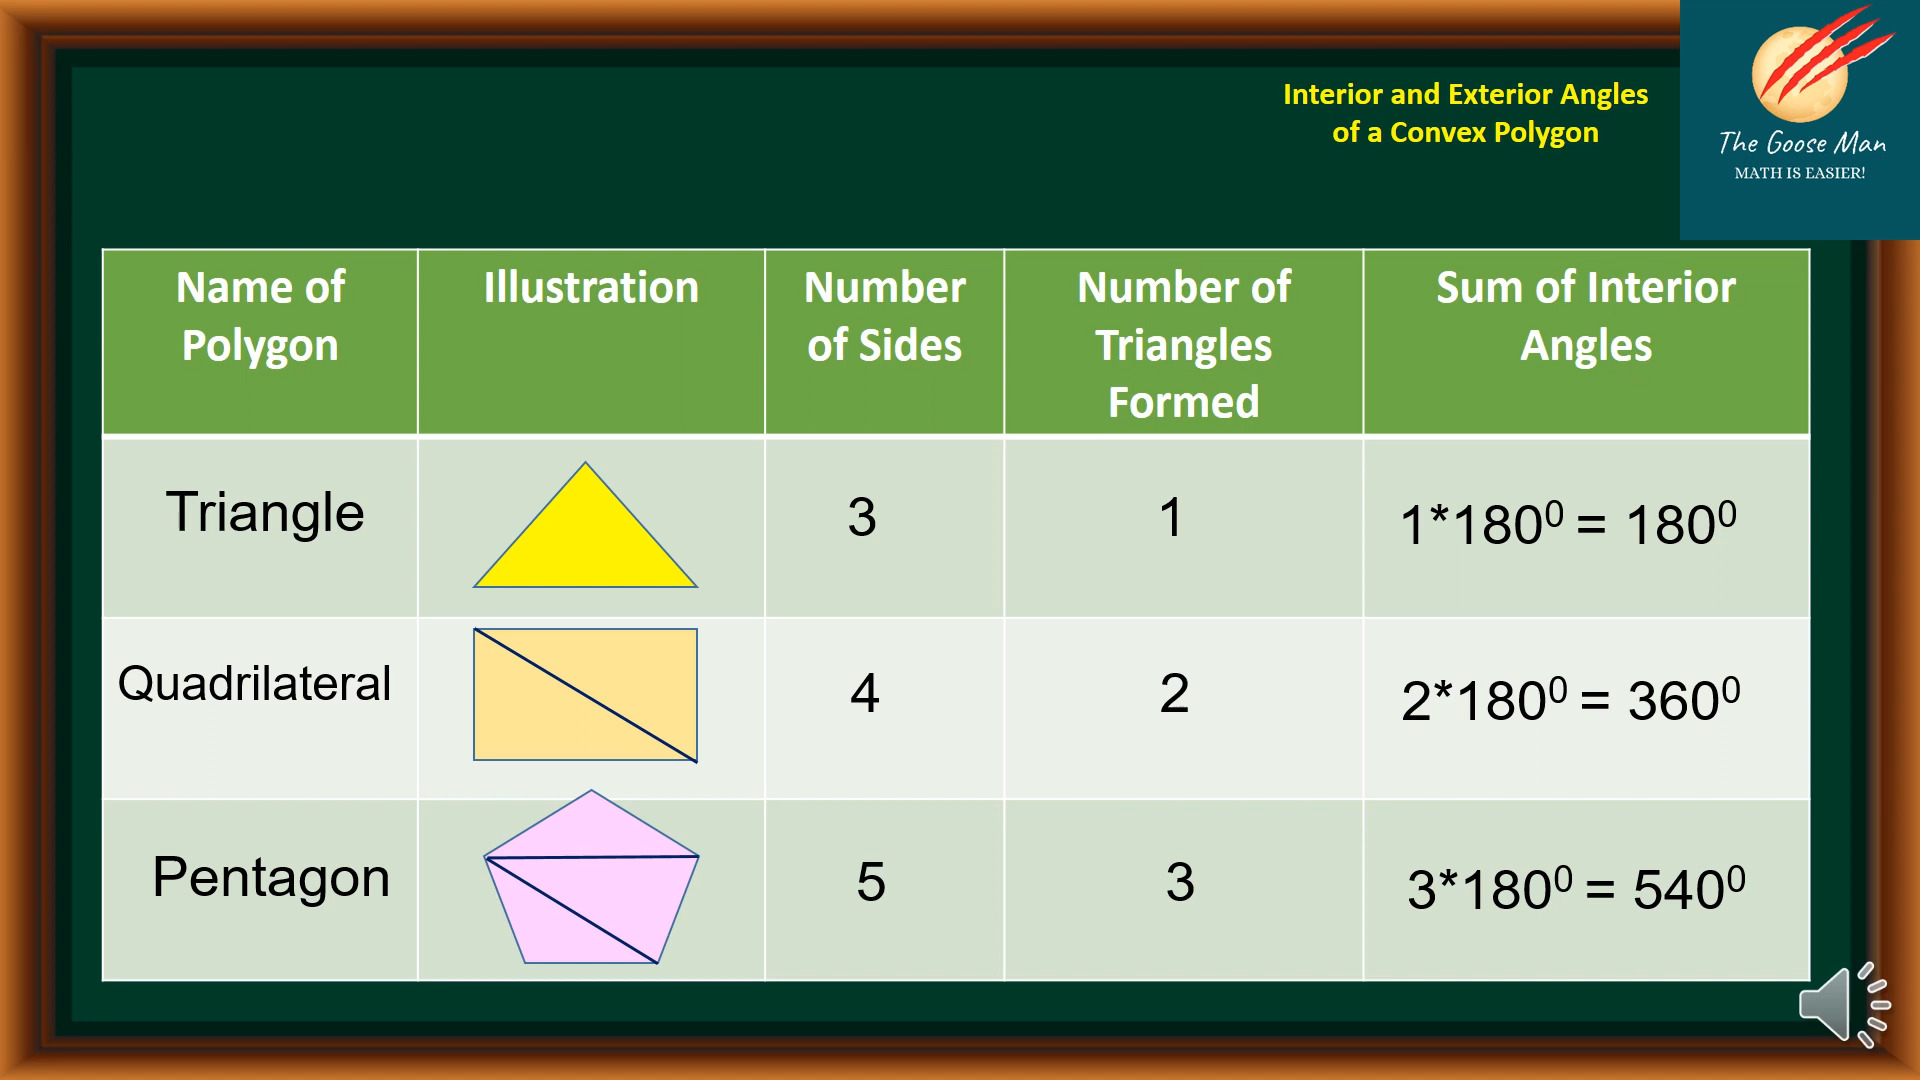 Interior and Exterior Angles
of a Convex Polygon
The Goose Man
MATH IS EASIER!
Name of Polygon
Illustration
Number of Sides
Number of Triangles Formed
Sum of Interior Angles
Triangle
3
1
1*180⁰ = 180⁰
Quadrilateral
4
2
2*180⁰ = 360⁰
Pentagon
5
3
3*180⁰ = 540⁰